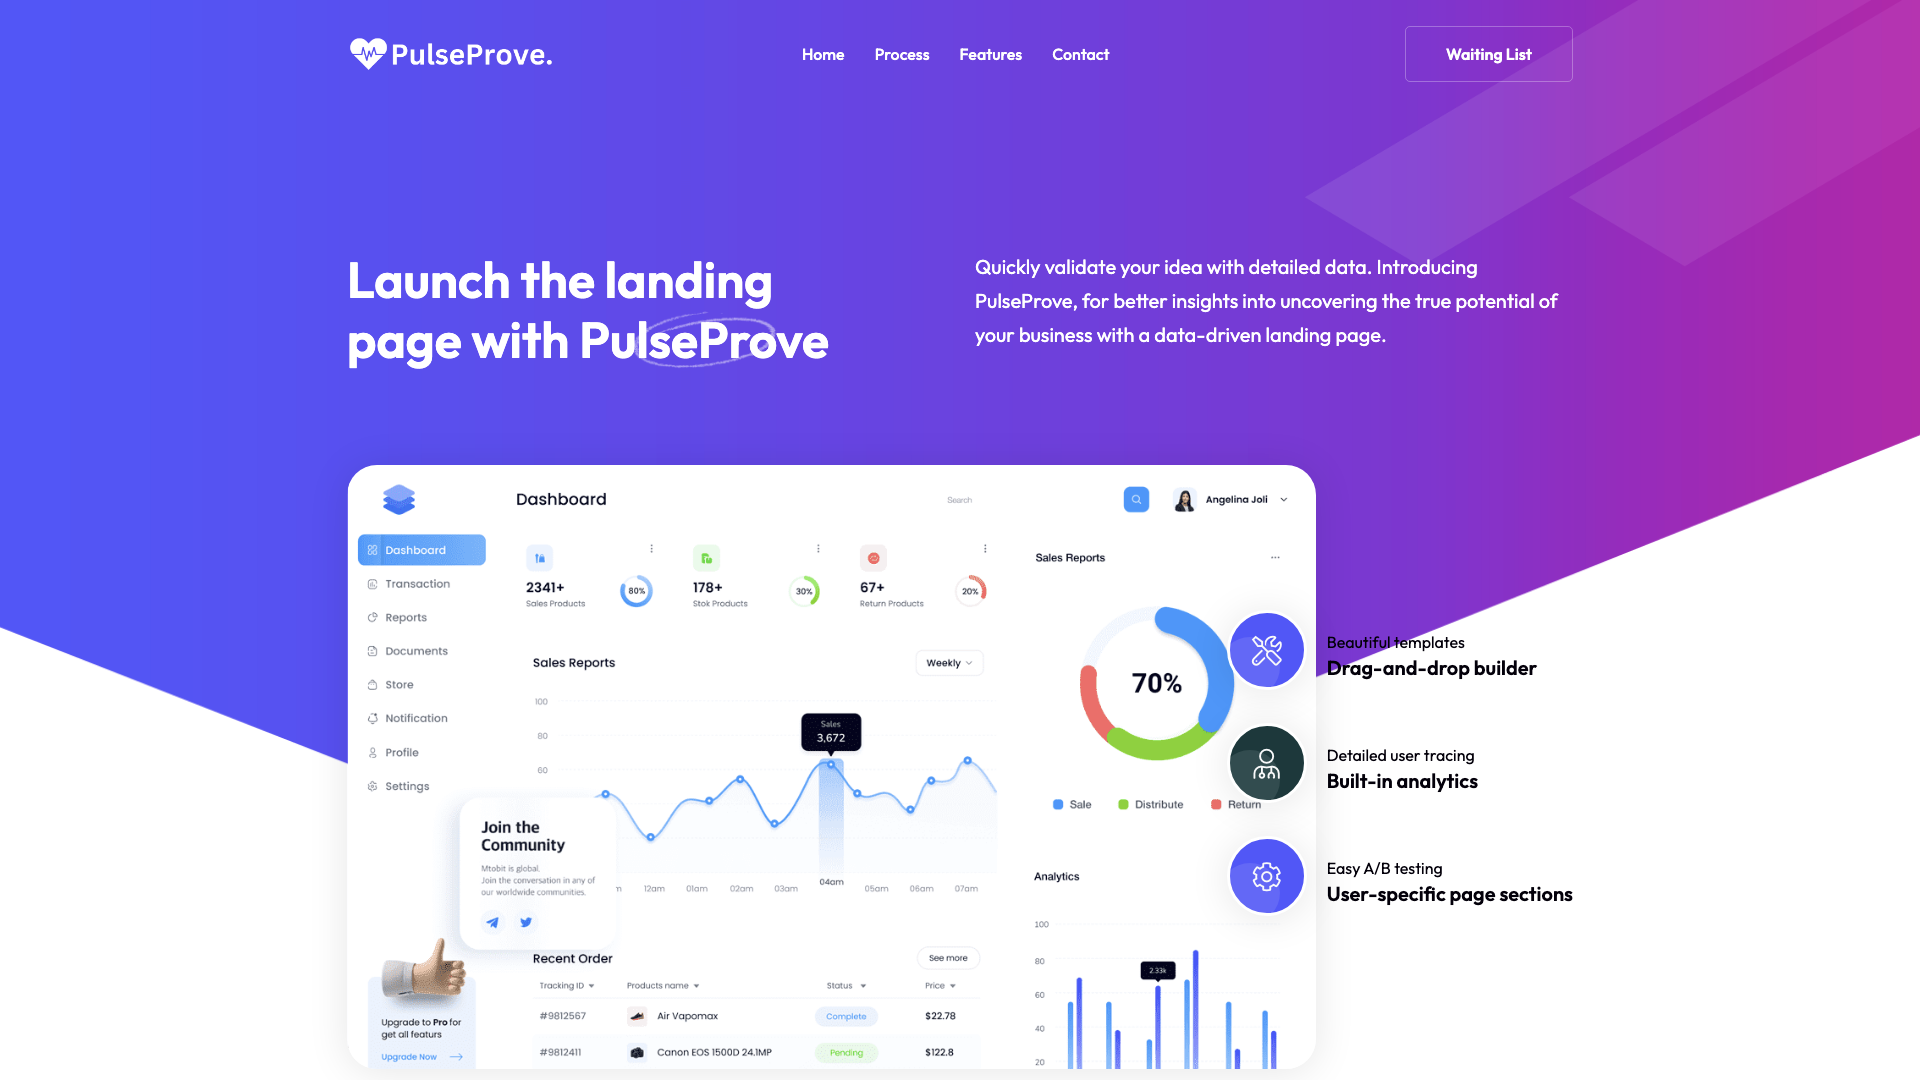 PulseProve.
Home
Process
Features
Contact
Waiting List
Launch the landing
page with PulseProve
Quickly validate your idea with detailed data. Introducing
PulseProve, for better insights into uncovering the true potential of
your business with a data-driven landing page.
Dashboard
Search
Angelina Joli
Dashboard
Transaction
Reports
Documents
Store
Notification
Profile
Settings
2341+
Sales Products
80%
178+
Stok Products
30%
67+
Return Products
20%
Sales Reports
Weekly
100
80
60
Sales
3,672
12am
01am
02am
03am
04am
05am
06am
07am
Join the
Community
Mtobit is global.
Join the conversation in any of
our worldwide communities.
Upgrade to Pro for
get all featurs
Upgrade Now
Recent Order
See more
Tracking ID
Products name
Status
Price
#9812567
Air Vapomax
Complete
$22.78
#9812411
Canon EOS 1500D 24.1MP
Pending
$122.8
Sales Reports
70%
Sale
Distribute
Return
Analytics
100
80
60
40
20
2.33k
Beautiful templates
Drag-and-drop builder
Detailed user tracing
Built-in analytics
Easy A/B testing
User-specific page sections